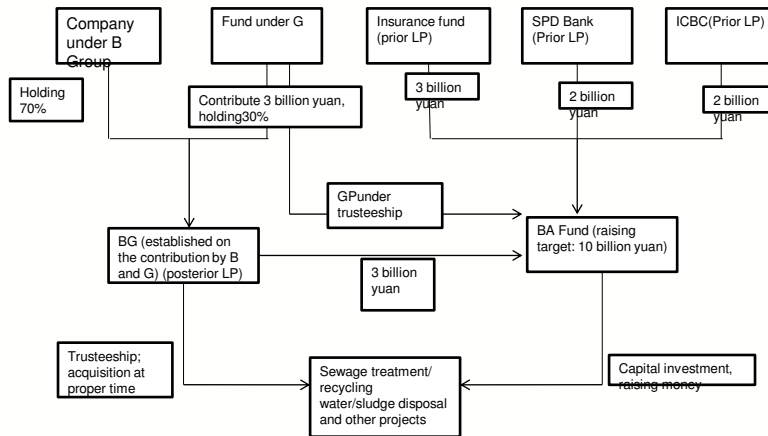 Company
under B
Group
Fund under G
Insurance fund
(prior LP)
SPD Bank
(Prior LP)
ICBC(Prior LP)
Holding
70%
Contribute 3 billion yuan,
holding30%
3 billion
yuan
2 billion
yuan
2 billion
yuan
GPunder
trusteeship
BG (established on
the contribution by B
and G) (posterior LP)
BA Fund (raising
target: 10 billion yuan)
3 billion
yuan
Trusteeship;
acquisition at
proper time
Sewage treatment/
recycling
water/sludge disposal
and other projects
Capital investment,
raising money